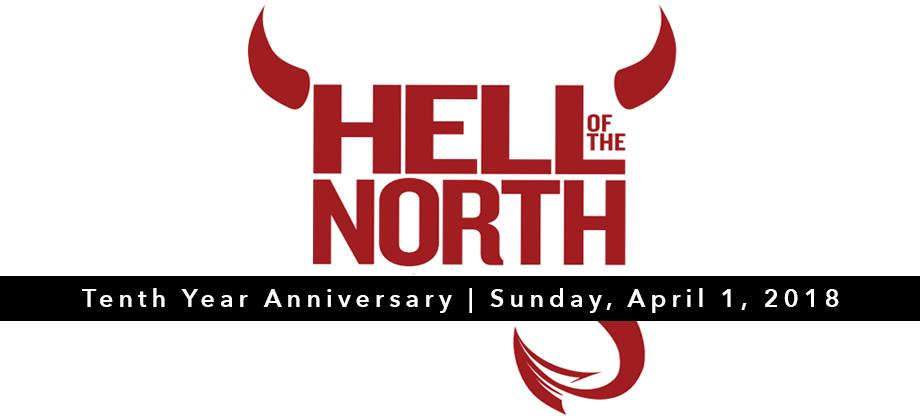 HELL
OF
THE
NORTH
Tenth Year Anniversary | Sunday, April 1, 2018